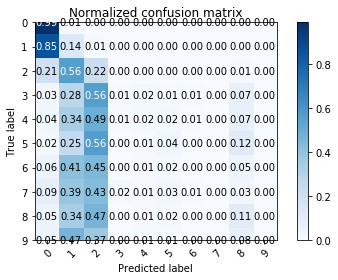 Normalized confusion matrix
0 0.99 0.01 0.00 0.00 0.00 0.00 0.00 0.00 0.00 0.00
1 0.85 0.14 0.01 0.00 0.00 0.00 0.00 0.00 0.00 0.00
2 0.21 0.56 0.22 0.00 0.00 0.00 0.00 0.00 0.01 0.00
3 0.03 0.28 0.56 0.02 0.01 0.02 0.00 0.00 0.07 0.00
4 0.04 0.34 0.49 0.01 0.01 0.02 0.01 0.00 0.07 0.00
5 0.02 0.25 0.56 0.00 0.01 0.04 0.00 0.00 0.12 0.00
6 0.06 0.41 0.45 0.00 0.01 0.02 0.00 0.00 0.05 0.00
7 0.09 0.39 0.43 0.02 0.01 0.03 0.01 0.00 0.03 0.00
8 0.05 0.34 0.47 0.00 0.01 0.02 0.00 0.00 0.11 0.00
9 0.05 0.47 0.37 0.00 0.01 0.01 0.00 0.00 0.08 0.00
0 1 2 3 4 5 6 7 8 9
True label
Predicted label
0.8
0.6
0.4
0.2
0.0